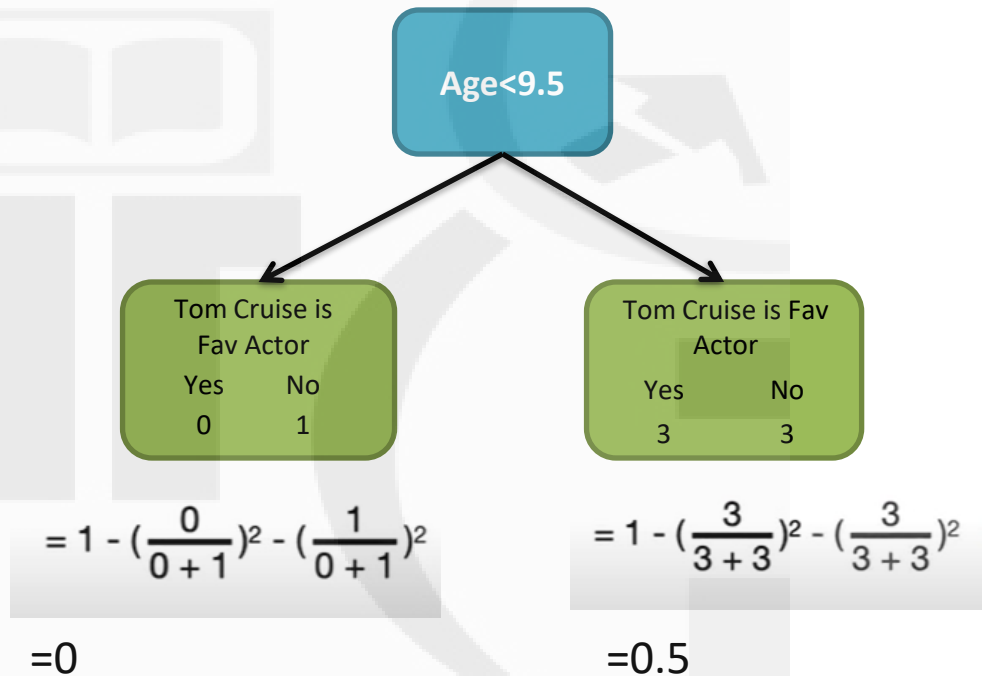 Age<9.5
Tom Cruise is
Fav Actor
Yes No
0 1
Tom Cruise is Fav
Actor
Yes No
3 3
= 1 - (0/(0 + 1))² - (1/(0 + 1))²
= 1 - (3/(3 + 3))² - (3/(3 + 3))²
=0
=0.5